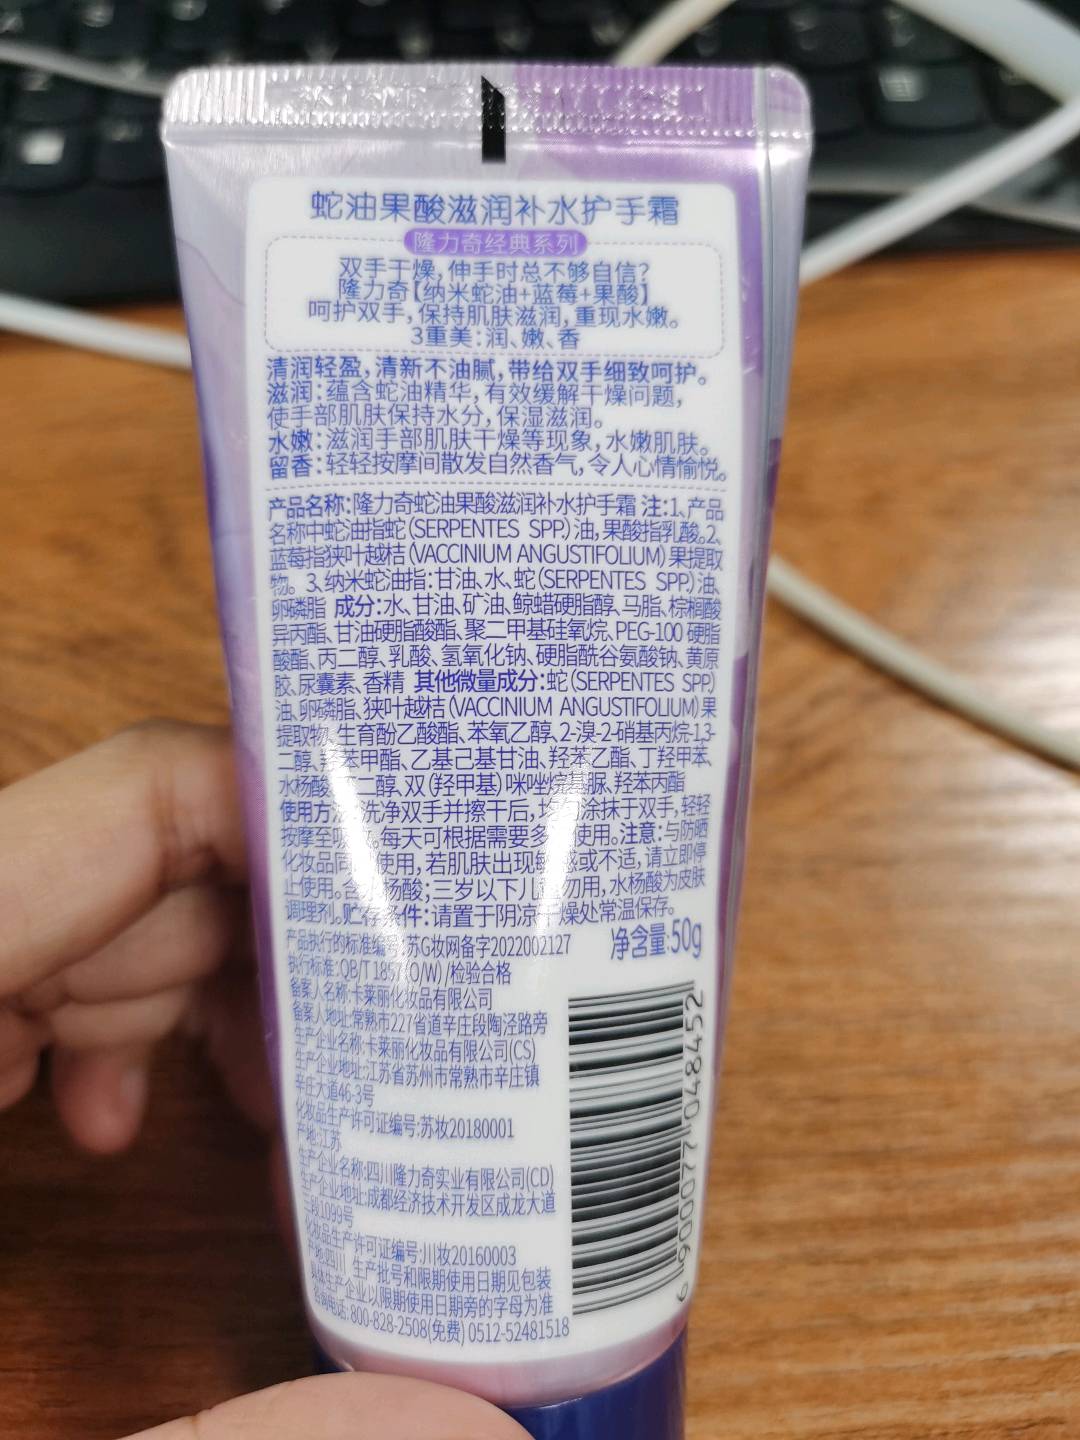 蛇油果酸滋润补水护手霜
隆力奇经典系列
双手干燥,伸手时总不够自信?
隆力奇【纳米蛇油+蓝莓+果酸】
呵护双手,保持肌肤滋润,重现水嫩。
3重美:润、嫩、香
清润轻盈,清新不油腻,带给双手细致呵护。
滋润:蕴含蛇油精华,有效缓解干燥问题,
使手部肌肤保持水分,保湿滋润。
水嫩:滋润手部肌肤干燥等现象,水嫩肌肤。
留香:轻轻按摩间散发自然香气,令人心情愉悦。
产品名称:隆力奇蛇油果酸滋润补水护手霜 注:1、产品
名称中蛇油指蛇(SERPENTES SPP.)油,果酸指乳酸。2、
蓝莓指狭叶越桔(VACCINIUM ANGUSTIFOLIUM)果提取
物。3、纳米蛇油指:甘油、水、蛇(SERPENTES SPP.)油、
卵磷脂 成分:水、甘油、矿油、鲸蜡硬脂醇、马脂、棕榈酸
异丙酯、甘油硬脂酸酯、聚二甲基硅氧烷、PEG-100 硬脂
酸酯、丙二醇、乳酸、氢氧化钠、硬脂酰谷氨酸钠、黄原
胶、尿囊素、香精 其他微量成分:蛇(SERPENTES SPP.)
油、卵磷脂、狭叶越桔(VACCINIUM ANGUSTIFOLIUM)果
提取物、生育酚乙酸酯、苯氧乙醇、2-溴-2-硝基丙烷-1,3-
二醇、羟苯甲酯、乙基己基甘油、羟苯乙酯、丁羟甲苯、
水杨酸、二醇、双(羟甲基)咪唑烷基脲、羟苯丙酯
使用方法:洗净双手并擦干后,均匀涂抹于双手,轻轻
按摩至吸收。每天可根据需要多次使用。注意:与防晒
化妆品同时使用,若肌肤出现敏感或不适,请立即停
止使用。含水杨酸;三岁以下儿童勿用,水杨酸为皮肤
调理剂。贮存条件:请置于阴凉干燥处常温保存。
产品执行的标准编号:苏G妆网备字2022002127
净含量:50g
执行标准:QB/T 1857(O/W)/检验合格
备案人名称:卡莱丽化妆品有限公司
备案人地址:常熟市227省道辛庄段陶泾路旁
生产企业名称:卡莱丽化妆品有限公司(CS)
生产企业地址:江苏省苏州市常熟市辛庄镇
辛庄大道46-3号
化妆品生产许可证编号:苏妆20180001
产地:江苏
生产企业名称:四川隆力奇实业有限公司(CD)
生产企业地址:成都经济技术开发区成龙大道
三段1099号
化妆品生产许可证编号:川妆20160003
产地:四川 生产批号和限期使用日期见包装
具体生产企业以限期使用日期旁的字母为准
咨询电话:800-828-2508(免费) 0512-52481518
6 900077 048452